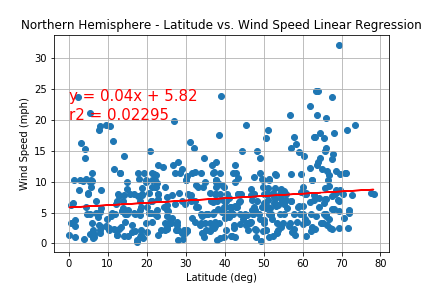 Northern Hemisphere - Latitude vs. Wind Speed Linear Regression
30
25
20
15
10
5
0
Wind Speed (mph)
y = 0.04x + 5.82
r2 = 0.02295
0 10 20 30 40 50 60 70 80
Latitude (deg)